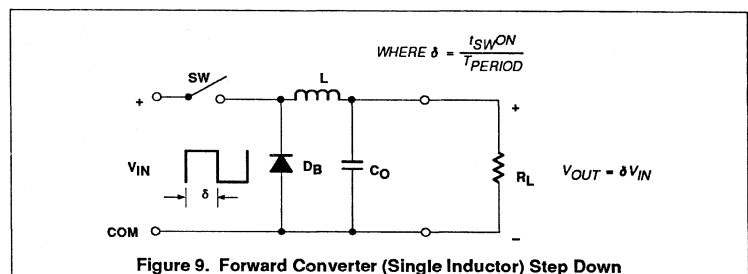 WHERE δ = tSWON / TPERIOD
SW
L
+
+
VIN
δ
DB
CO
RL
VOUT = δVIN
COM
–
Figure 9. Forward Converter (Single Inductor) Step Down